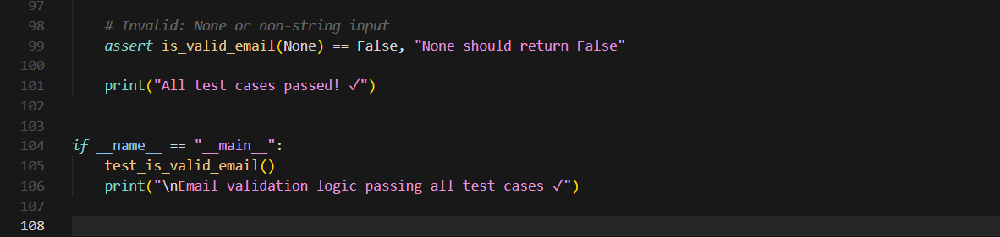 97
98 # Invalid: None or non-string input
99 assert is_valid_email(None) == False, "None should return False"
100
101 print("All test cases passed! ✓")
102
103
104 if __name__ == "__main__":
105 test_is_valid_email()
106 print("\nEmail validation logic passing all test cases ✓")
107
108